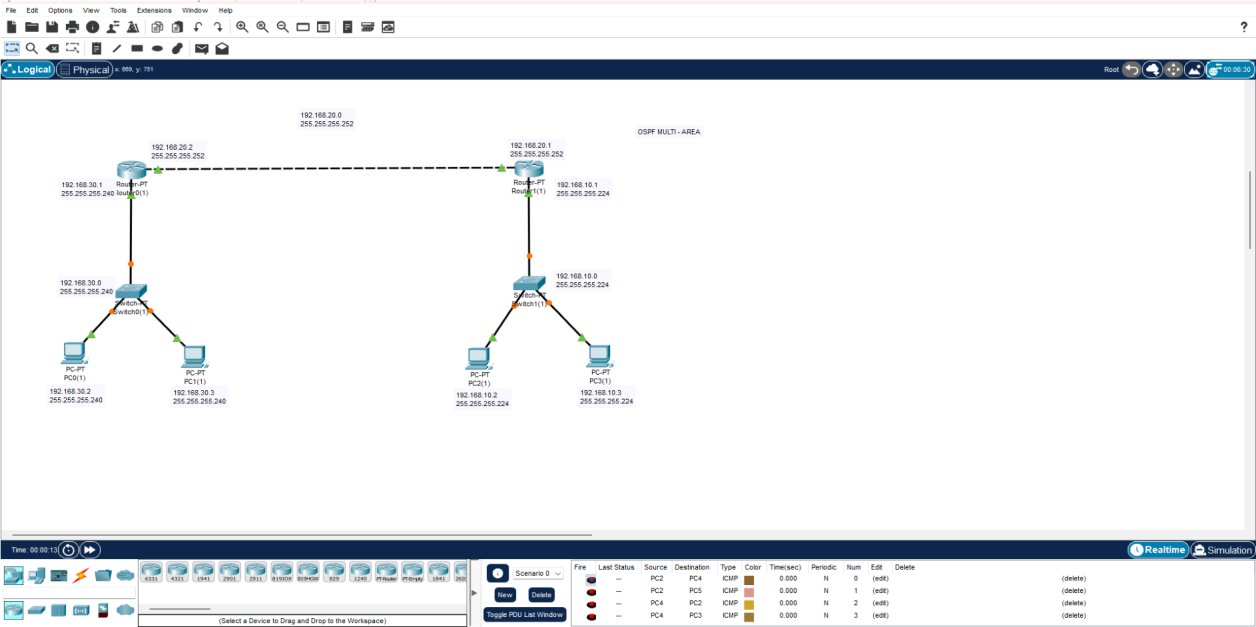 File Edit Options View Tools Extensions Window Help
?
Logical Physical x: 869, y: 751 Root 00:06:30
192.168.20.0
255.255.255.252
OSPF MULTI - AREA
192.168.20.2
255.255.255.252
192.168.20.1
255.255.255.252
192.168.30.1
255.255.255.240
Router-PT
Router0(1)
Router-PT
Router1(1)
192.168.10.1
255.255.255.224
192.168.30.0
255.255.255.240
Switch-PT
Switch0(1)
192.168.10.0
255.255.255.224
Switch-PT
Switch1(1)
PC-PT
PC0(1)
PC-PT
PC1(1)
PC-PT
PC2(1)
PC-PT
PC3(1)
192.168.30.2
255.255.255.240
192.168.30.3
255.255.255.240
192.168.10.2
255.255.255.224
192.168.10.3
255.255.255.224
Time: 00:00:13 Realtime Simulation
4331 4321 1941 2901 2911 819IOX 819HGW 829 1240 PT-Router PT-Empty 1841
(Select a Device to Drag and Drop to the Workspace)
Scenario 0
New Delete
Toggle PDU List Window
Fire Last Status Source Destination Type Color Time(sec) Periodic Num Edit Delete
-- PC2 PC4 ICMP 0.000 N 0 (edit) (delete)
-- PC2 PC5 ICMP 0.000 N 1 (edit) (delete)
-- PC4 PC2 ICMP 0.000 N 2 (edit) (delete)
-- PC4 PC3 ICMP 0.000 N 3 (edit) (delete)